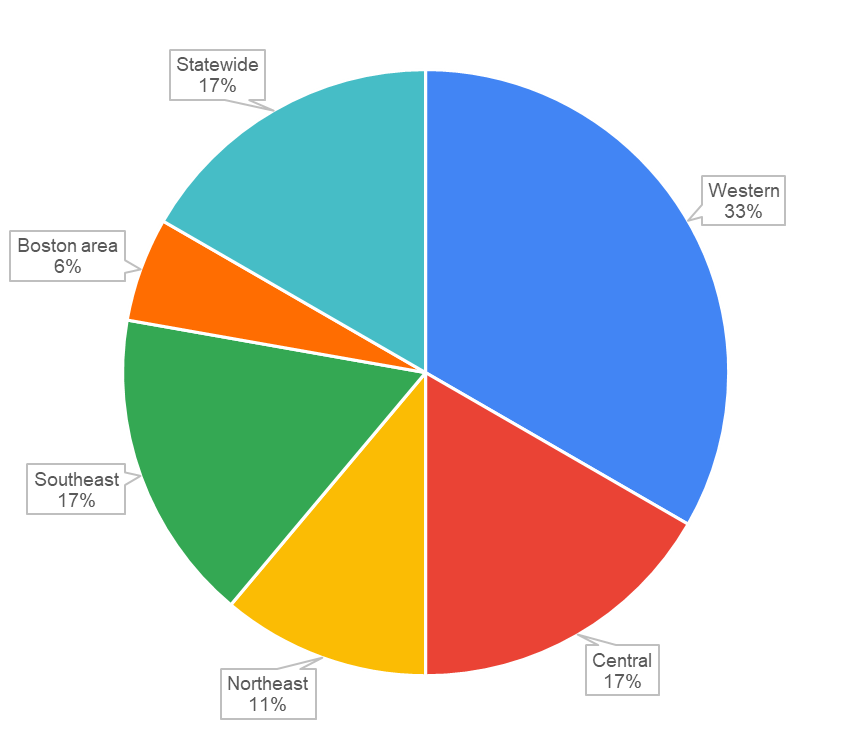 Statewide
17%
Western
33%
Boston area
6%
Southeast
17%
Central
17%
Northeast
11%